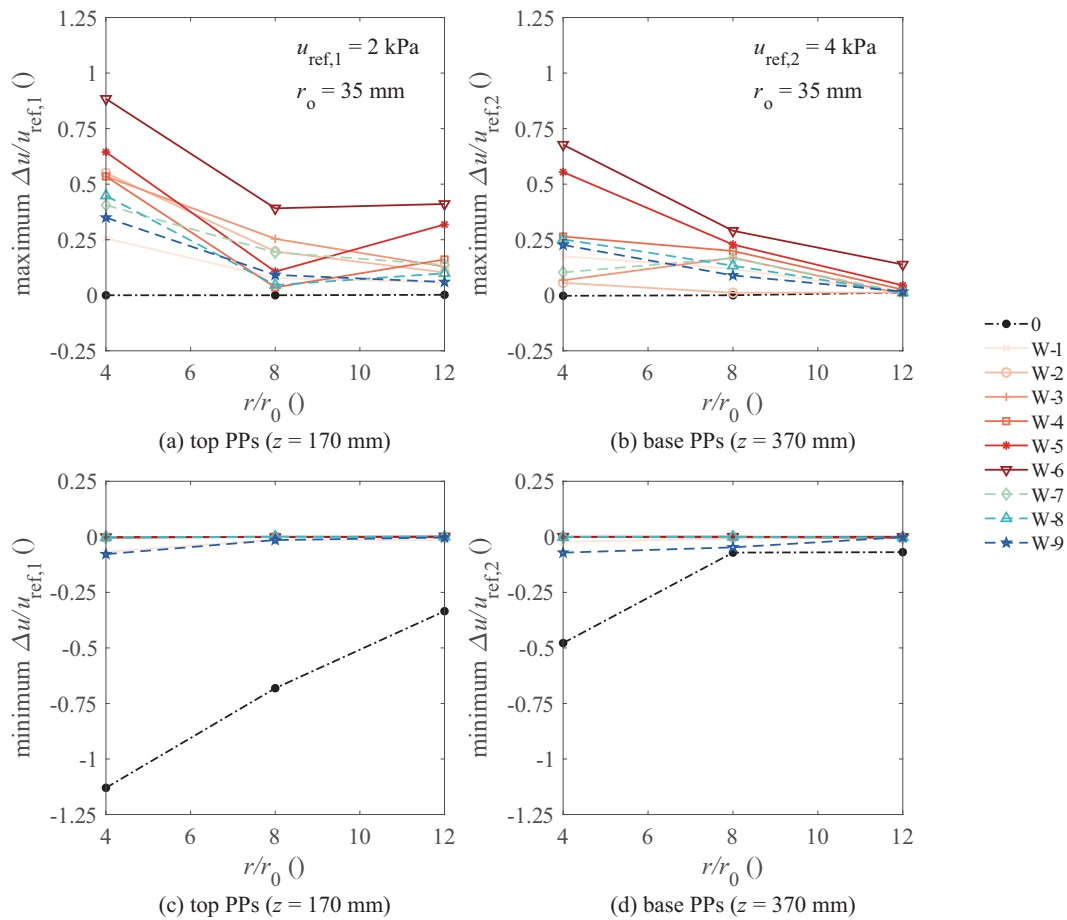 1.25
1
0.75
0.5
0.25
0
-0.25
maximum Δu/u_ref,1 ()
u_ref,1 = 2 kPa
r_o = 35 mm
4 6 8 10 12
r/r_0 ()
(a) top PPs (z = 170 mm)
1.25
1
0.75
0.5
0.25
0
-0.25
maximum Δu/u_ref,2 ()
u_ref,2 = 4 kPa
r_o = 35 mm
4 6 8 10 12
r/r_0 ()
(b) base PPs (z = 370 mm)
0
W-1
W-2
W-3
W-4
W-5
W-6
W-7
W-8
W-9
0.25
0
-0.25
-0.5
-0.75
-1
-1.25
minimum Δu/u_ref,1 ()
4 6 8 10 12
r/r_0 ()
(c) top PPs (z = 170 mm)
0.25
0
-0.25
-0.5
-0.75
-1
-1.25
minimum Δu/u_ref,2 ()
4 6 8 10 12
r/r_0 ()
(d) base PPs (z = 370 mm)